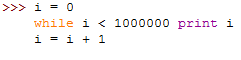 >>> i = 0
while i < 1000000 print i
i = i + 1